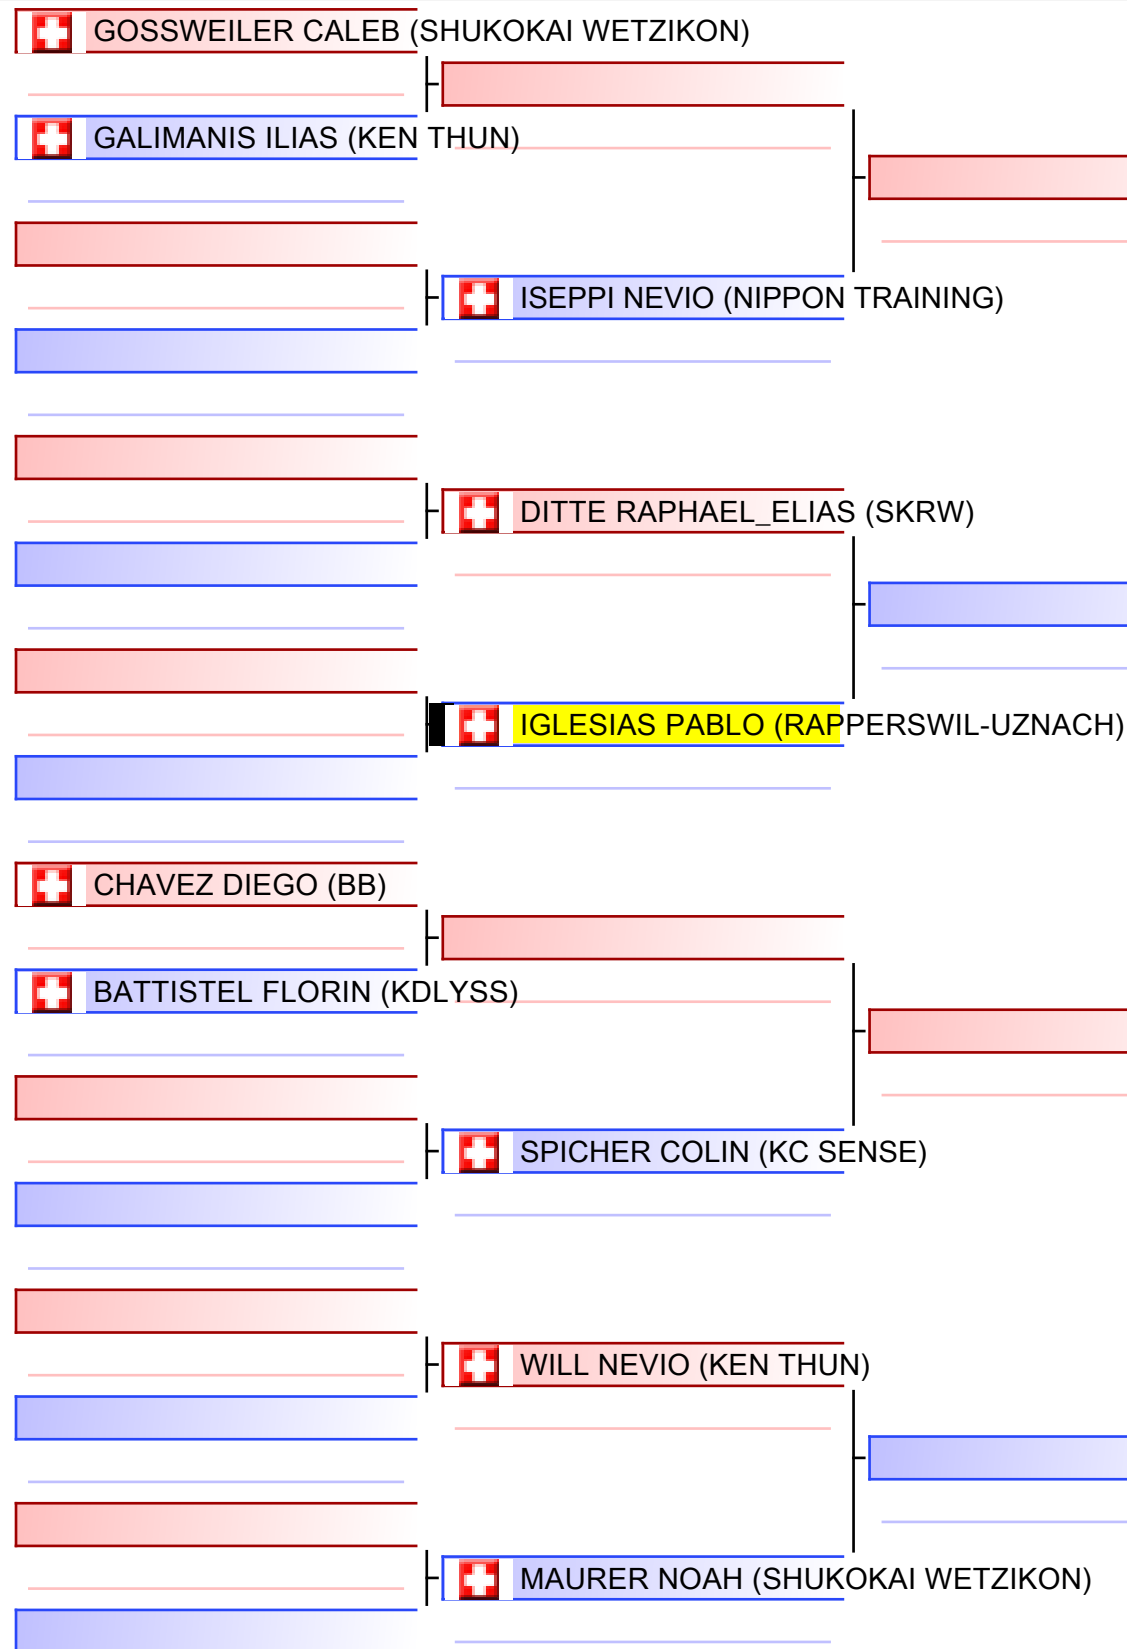 GOSSWEILER CALEB (SHUKOKAI WETZIKON)
GALIMANIS ILIAS (KEN THUN)
ISEPPI NEVIO (NIPPON TRAINING)
DITTE RAPHAEL_ELIAS (SKRW)
IGLESIAS PABLO (RAPPERSWIL-UZNACH)
CHAVEZ DIEGO (BB)
BATTISTEL FLORIN (KDLYSS)
SPICHER COLIN (KC SENSE)
WILL NEVIO (KEN THUN)
MAURER NOAH (SHUKOKAI WETZIKON)